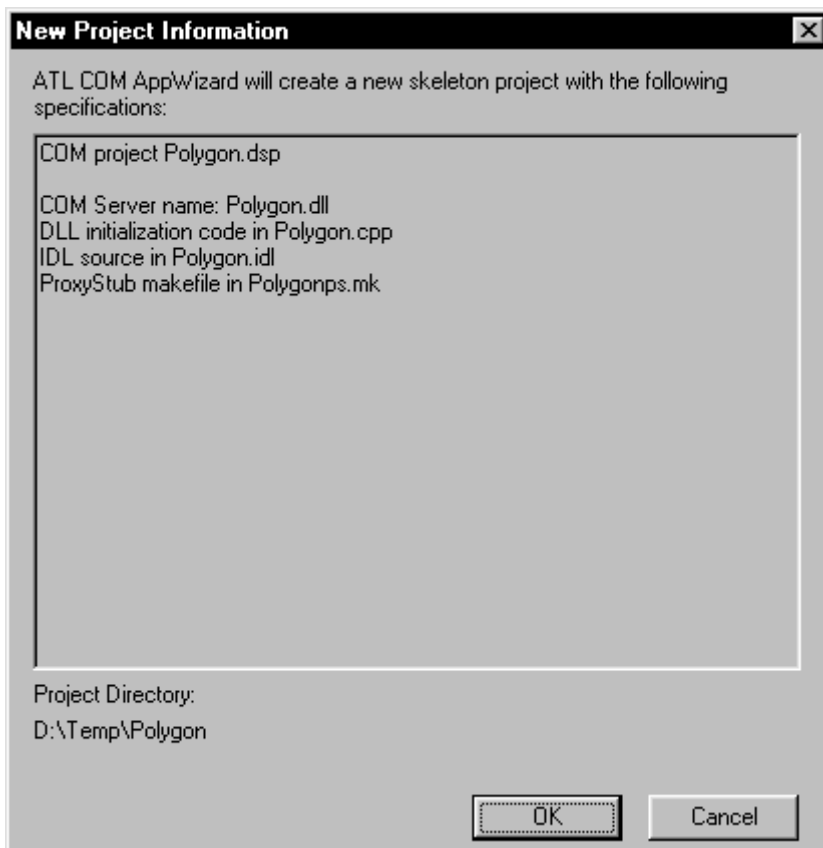 New Project Information
ATL COM AppWizard will create a new skeleton project with the following
specifications:
COM project Polygon.dsp
COM Server name: Polygon.dll
DLL initialization code in Polygon.cpp
IDL source in Polygon.idl
ProxyStub makefile in Polygonps.mk
Project Directory:
D:\Temp\Polygon
OK
Cancel